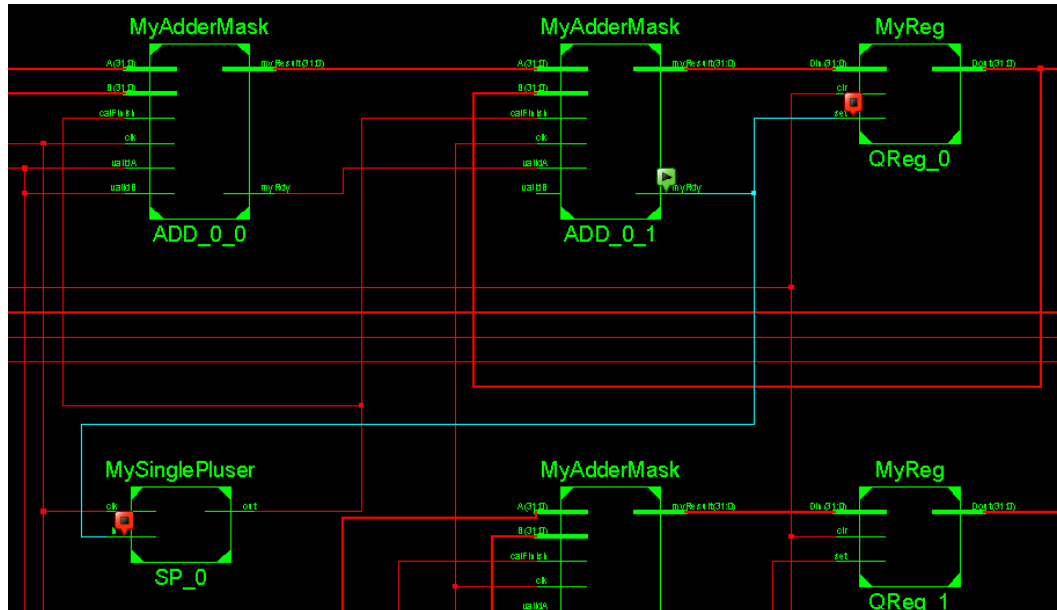 MyAdderMask
MyAdderMask
MyReg
A(31:0)
myResult(31:0)
A(31:0)
myResult(31:0)
Din(31:0)
Dout(31:0)
B(31:0)
B(31:0)
clr
calFinish
calFinish
set
clk
clk
QReg_0
validA
validA
validB
myRdy
validB
myRdy
ADD_0_0
ADD_0_1
MySinglePluser
MyAdderMask
MyReg
clk
out
A(31:0)
myResult(31:0)
Din(31:0)
Dout(31:0)
B(31:0)
clr
calFinish
set
SP_0
clk
QReg_1
validA